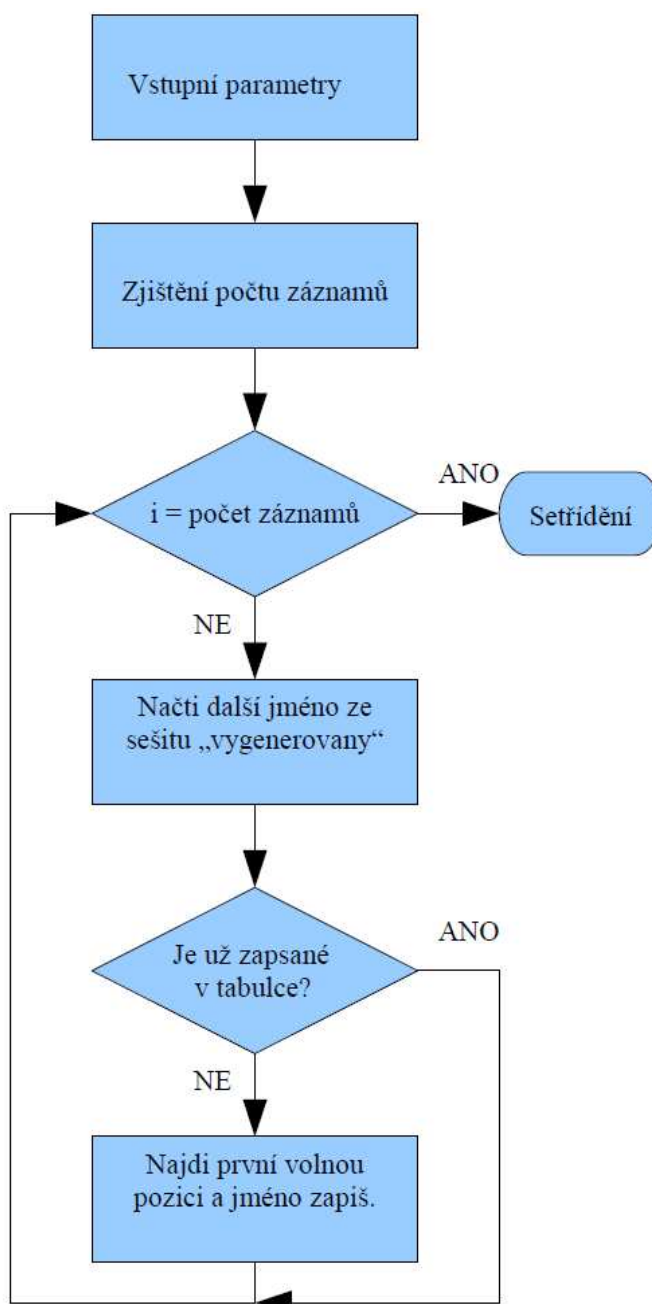 Vstupní parametry
Zjištění počtu záznamů
i = počet záznamů
ANO
Setřídění
NE
Načti další jméno ze
sešitu „vygenerovany“
Je už zapsané
v tabulce?
ANO
NE
Najdi první volnou
pozici a jméno zapiš.